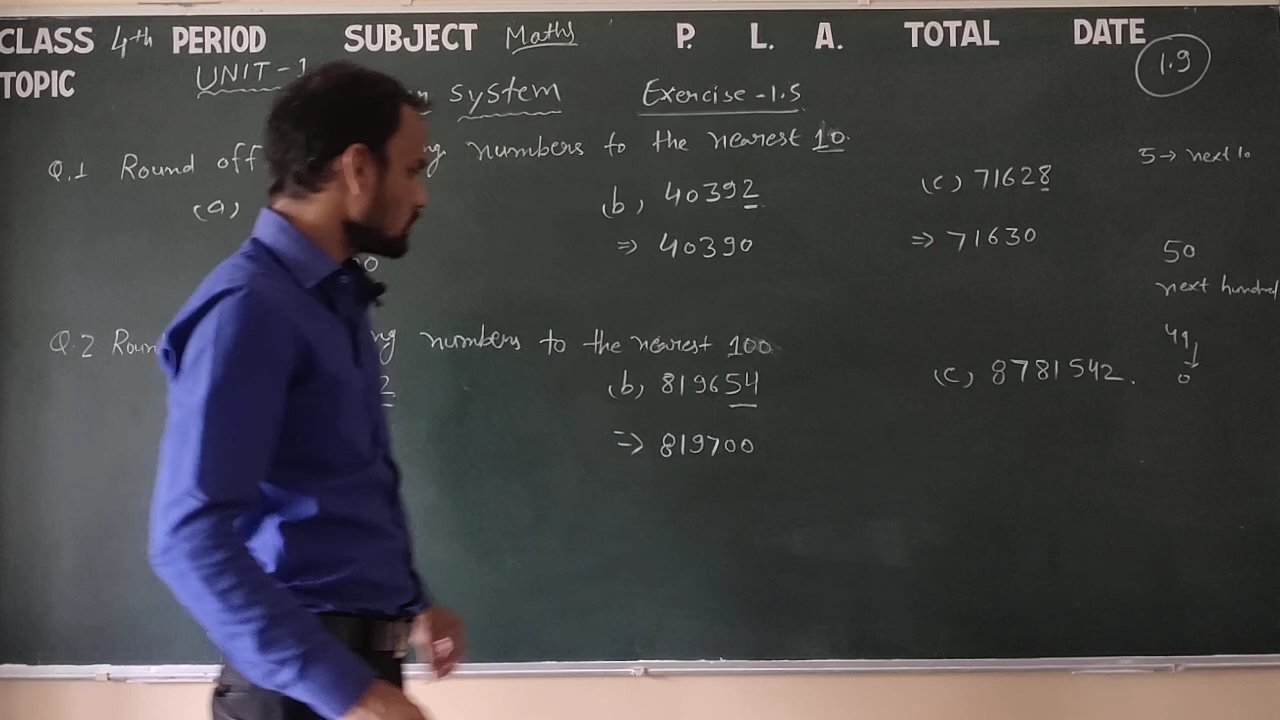 CLASS 4th PERIOD SUBJECT Maths P. L. A. TOTAL DATE
TOPIC UNIT-1 system Exercise-1.5 1.9
Q.1 Round off numbers to the nearest 10.
5→ next 10
(a) (b) 40392 (c) 71628
⇒ 40390 ⇒ 71630
50
next hundred
Q.2 numbers to the nearest 100
49
↓
0
(b) 819654 (c) 8781542.
⇒ 819700